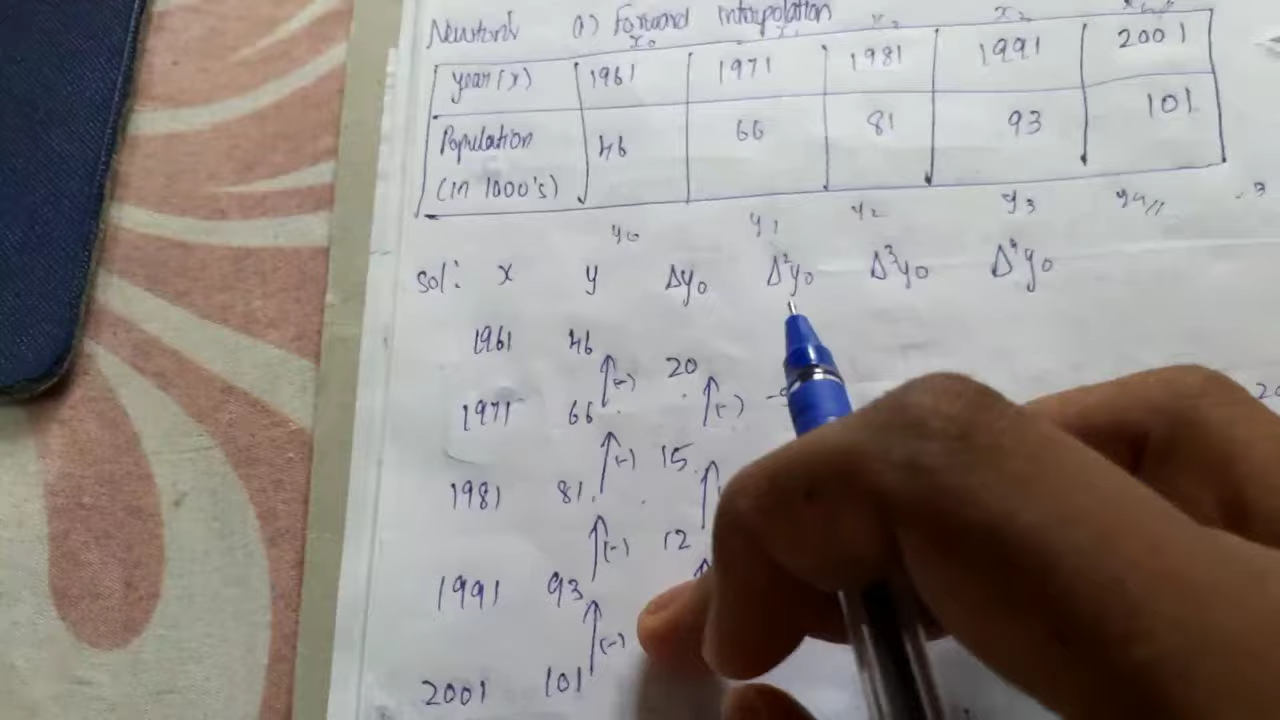 Newton's (1) Forward Interpolation
x₀ x₂ x₃
year (x) 1961 1971 1981 1991 2001
Population 46 66 81 93 101
(in 1000's)
y₀ y₁ y₂ y₃ y₄//
sol: x y Δy₀ Δ²y₀ Δ³y₀ Δ⁴y₀
1961 46
(-) 20
1971 66 (-)
(-) 15
1981 81
(-) 12
1991 93
(-)
2001 101